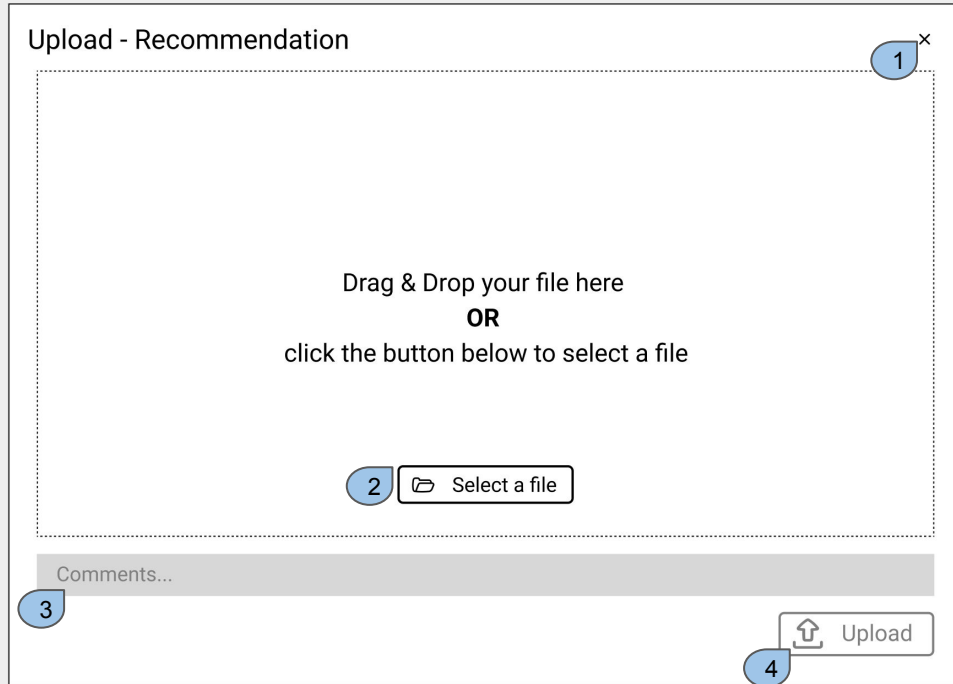 Upload - Recommendation
×
1
Drag & Drop your file here
OR
click the button below to select a file
2
Select a file
Comments...
3
Upload
4